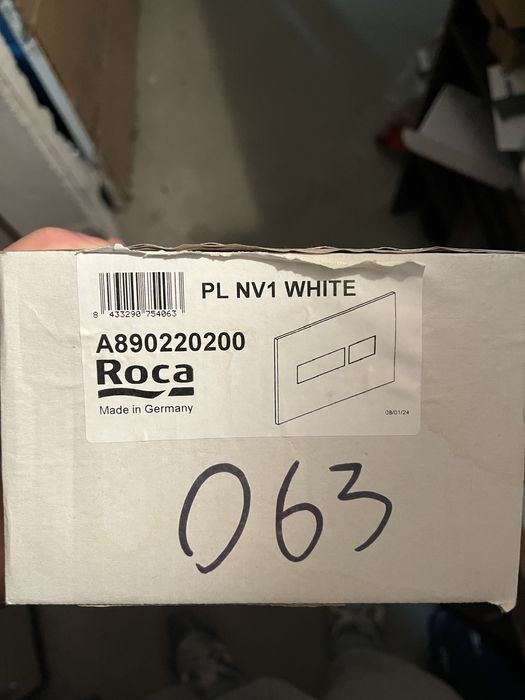 PL NV1 WHITE
8 433290 754063
A890220200
Roca
Made in Germany
08/01/24
063